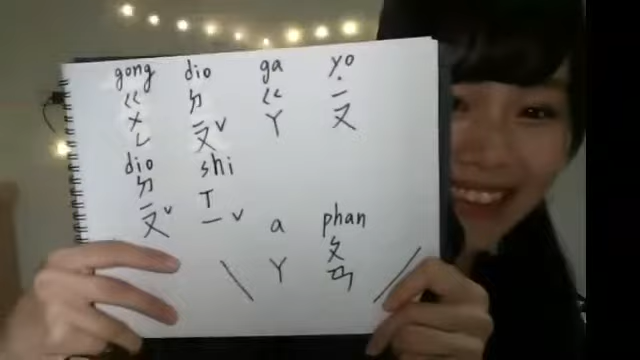 gong dio ga yo
ㄍㄨㄥ ㄉㄧㄡˇ ㄍㄚ ㄧㄡ
dio shi
ㄉㄧㄡˇ ㄒㄧˇ
a phan
\ ㄚ ㄆㄢ /